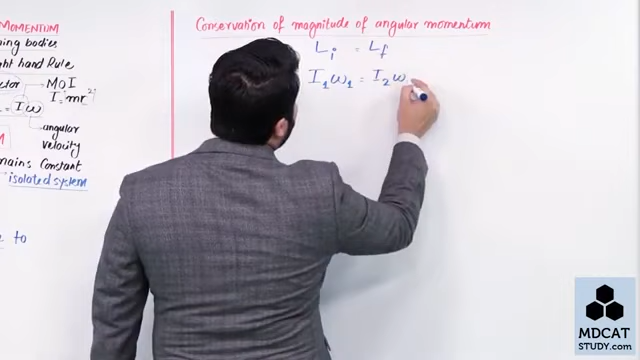 MOMENTUM
ning bodies
ght hand Rule
ctor → MOI
I = mr²
= Iω
angular
velocity
mains Constant
isolated system
to
Conservation of magnitude of angular momentum
Lᵢ = L_f
I₁ω₁ = I₂ω
MDCAT
STUDY.com